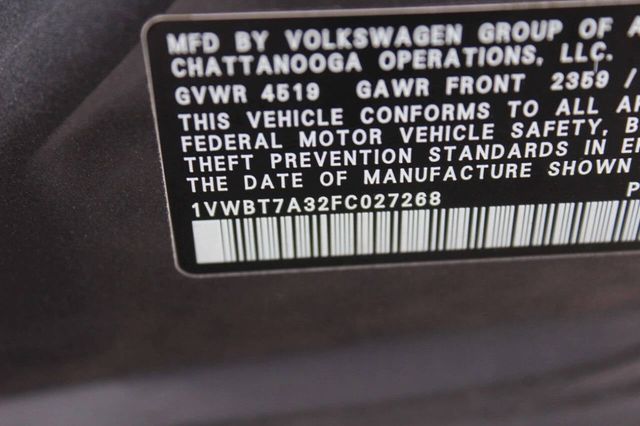 MFD BY VOLKSWAGEN GROUP OF
CHATTANOOGA OPERATIONS, LLC.
GVWR 4519 GAWR FRONT 2359 /
THIS VEHICLE CONFORMS TO ALL
FEDERAL MOTOR VEHICLE SAFETY,
THEFT PREVENTION STANDARDS IN
THE DATE OF MANUFACTURE SHOWN
1VWBT7A32FC027268